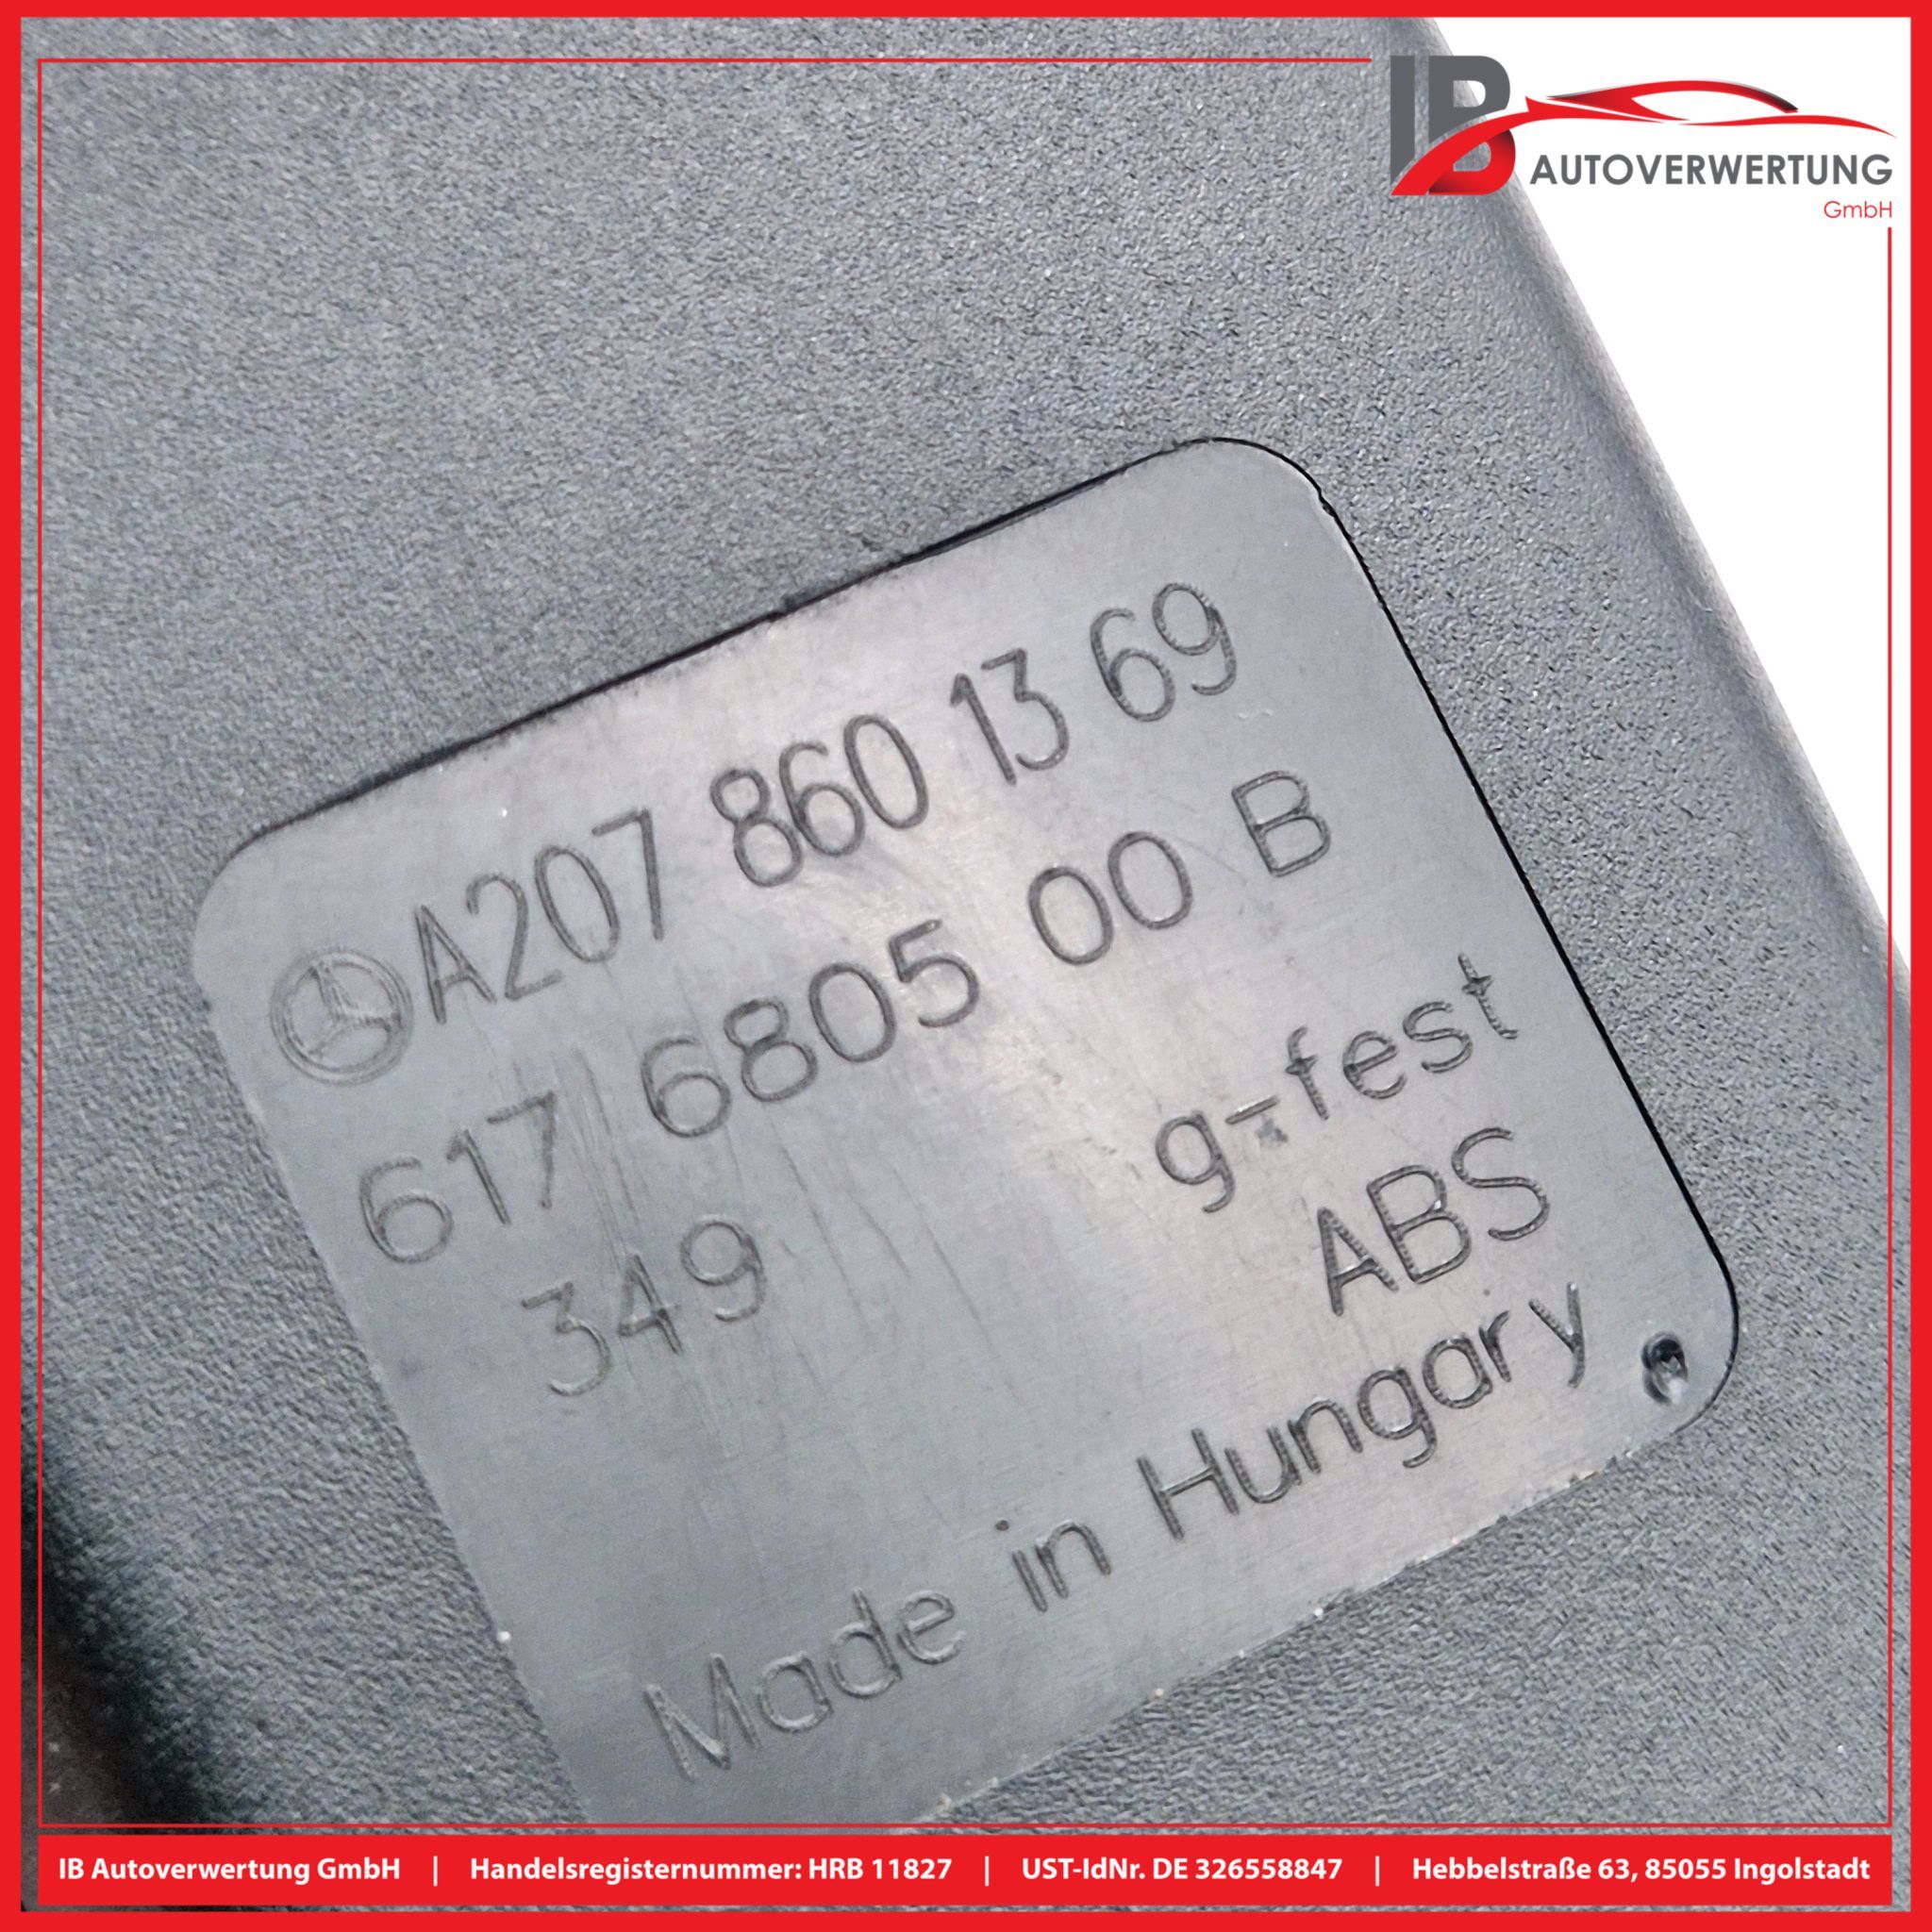 IB
AUTOVERWERTUNG
GmbH
A207 860 13 69
617 6805 00 B
349
g-fest
ABS
Made in Hungary
IB Autoverwertung GmbH | Handelsregisternummer: HRB 11827 | UST-IdNr. DE 326558847 | Hebbelstraße 63, 85055 Ingolstadt